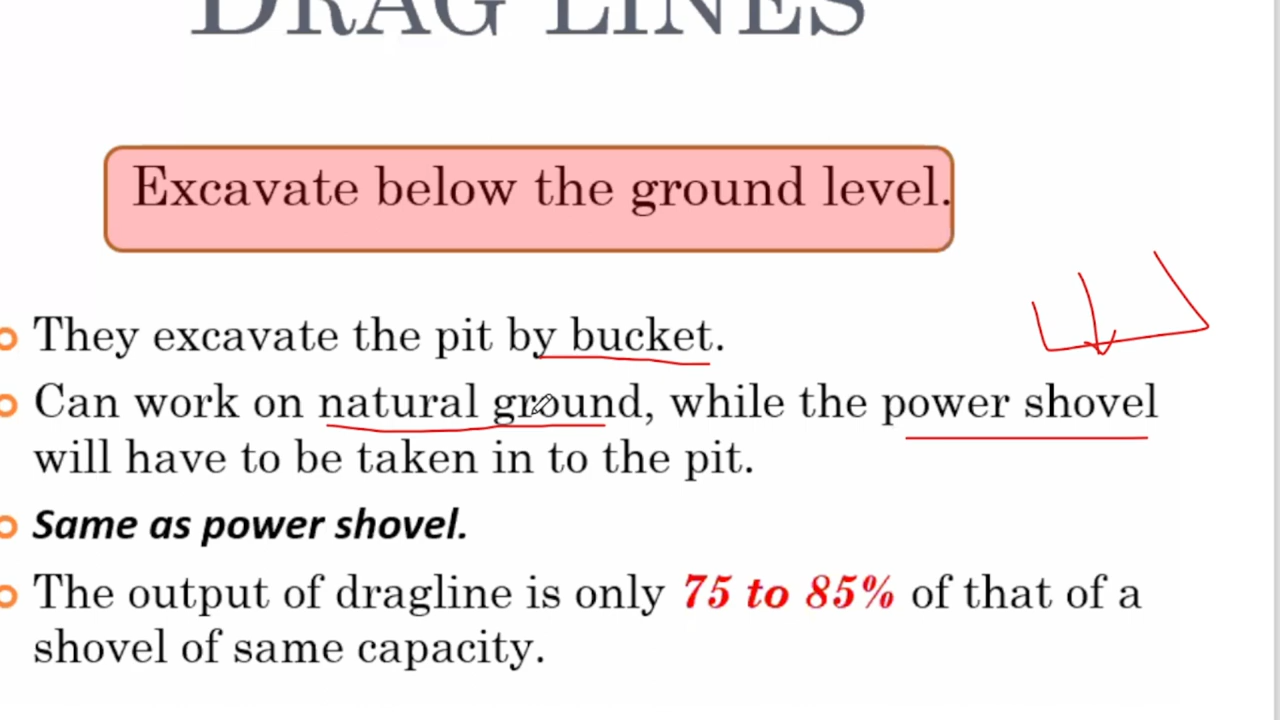 DRAG LINES
Excavate below the ground level.
They excavate the pit by bucket.
Can work on natural ground, while the power shovel
will have to be taken in to the pit.
Same as power shovel.
The output of dragline is only 75 to 85% of that of a
shovel of same capacity.